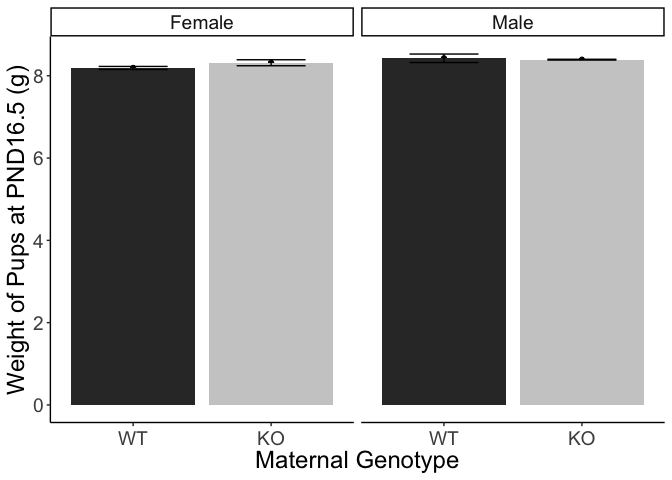 Female Male
Weight of Pups at PND16.5 (g)
8
6
4
2
0
WT KO WT KO
Maternal Genotype